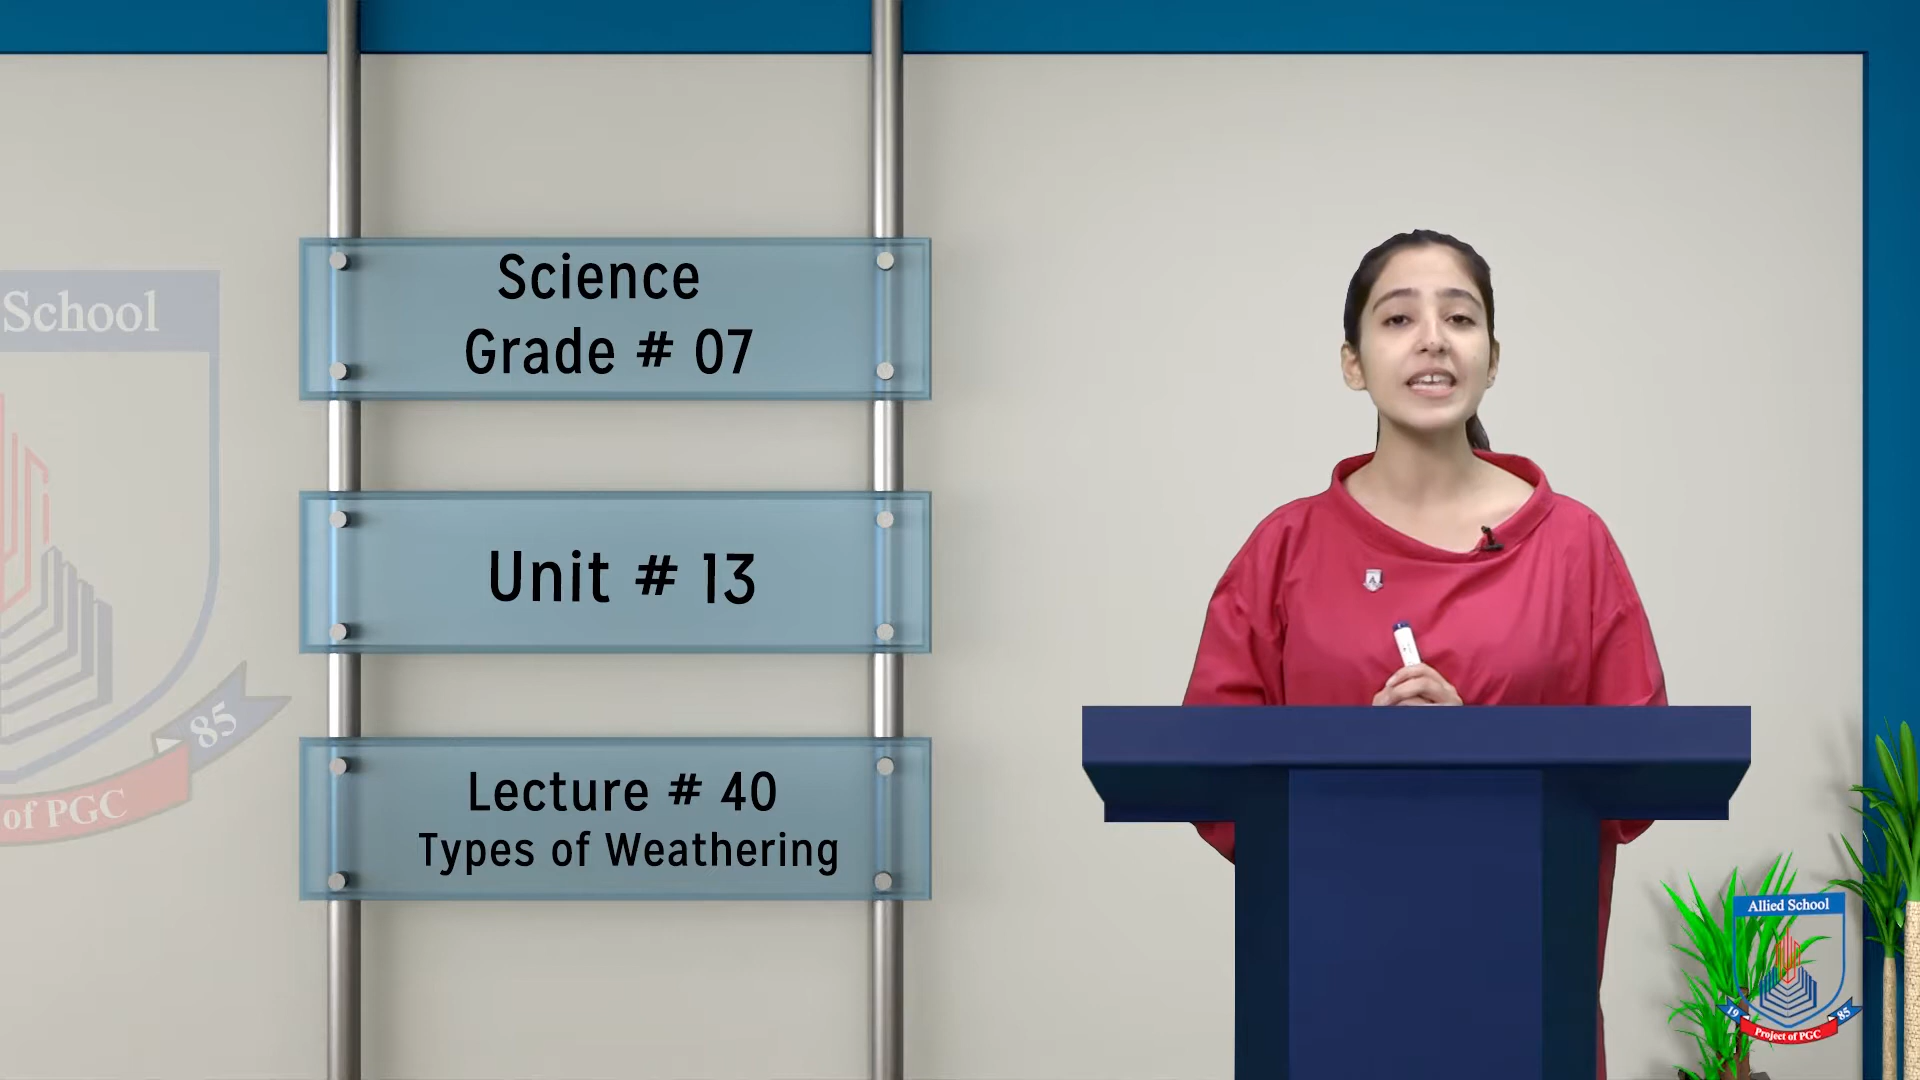 Science
Grade # 07
Unit # 13
Lecture # 40
Types of Weathering
School
85
of PGC
Allied School
19
85
Project of PGC